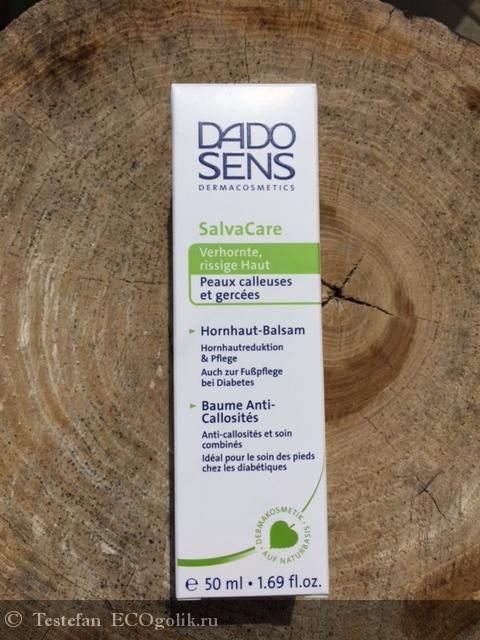 DADO
SENS
DERMACOSMETICS
SalvaCare
Verhornte,
rissige Haut
Peaux calleuses
et gercées
Hornhaut-Balsam
Hornhautreduktion
& Pflege
Auch zur Fußpflege
bei Diabetes
Baume Anti-
Callosités
Anti-callosités et soin
combinés
Idéal pour le soin des pieds
chez les diabétiques
DERMAKOSMETIK
• AUF NATURBASIS •
℮ 50 ml • 1.69 fl.oz.
© Testefan ECOgolik.ru